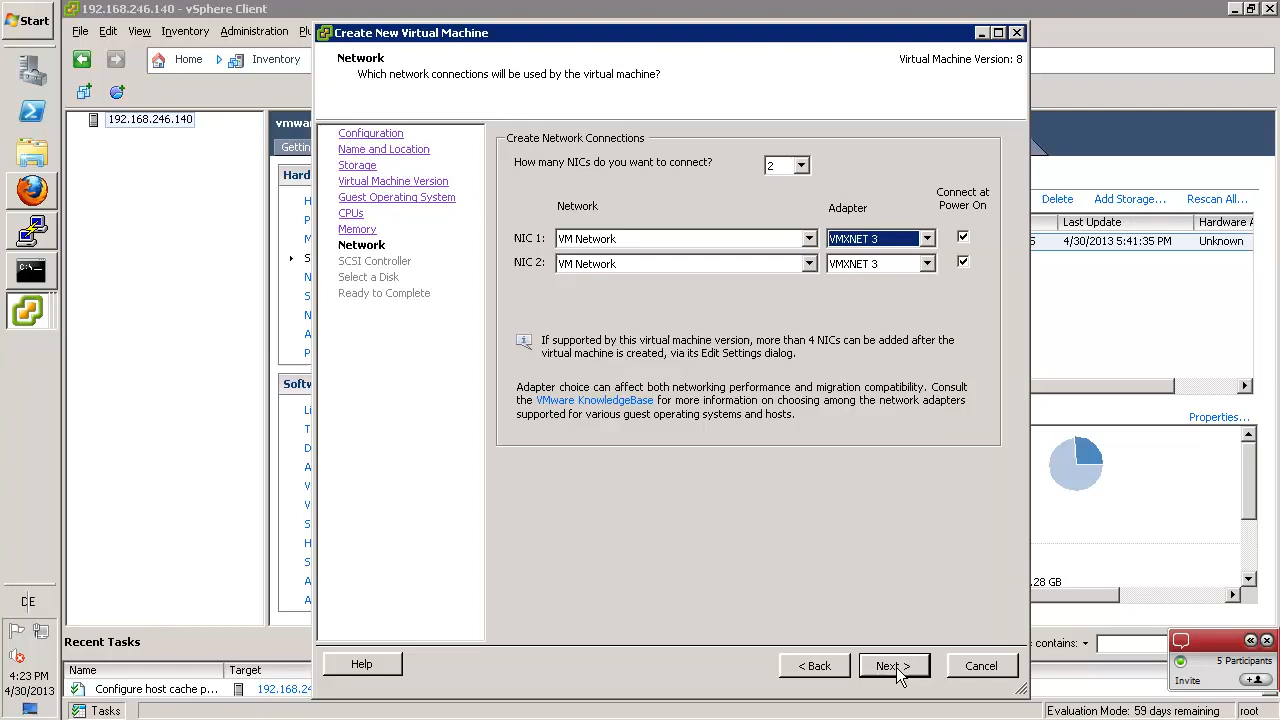 Start
192.168.246.140 - vSphere Client
File Edit View Inventory Administration
Home Inventory
192.168.246.140
Create New Virtual Machine
Network
Which network connections will be used by the virtual machine?
Virtual Machine Version: 8
Configuration
Name and Location
Storage
Virtual Machine Version
Guest Operating System
CPUs
Memory
Network
SCSI Controller
Select a Disk
Ready to Complete
Create Network Connections
How many NICs do you want to connect? 2
Network Adapter Connect at
Power On
NIC 1: VM Network VMXNET 3
NIC 2: VM Network VMXNET 3
If supported by this virtual machine version, more than 4 NICs can be added after the
virtual machine is created, via its Edit Settings dialog.
Adapter choice can affect both networking performance and migration compatibility. Consult
the VMware KnowledgeBase for more information on choosing among the network adapters
supported for various guest operating systems and hosts.
Help < Back Next > Cancel
Delete Add Storage... Rescan All...
Last Update Hardware A
4/30/2013 5:41:35 PM Unknown
Properties...
.28 GB
DE
4:23 PM
4/30/2013
Recent Tasks
contains:
Name Target
Configure host cache p... 192.168.24
5 Participants
Invite
Tasks
Evaluation Mode: 59 days remaining root